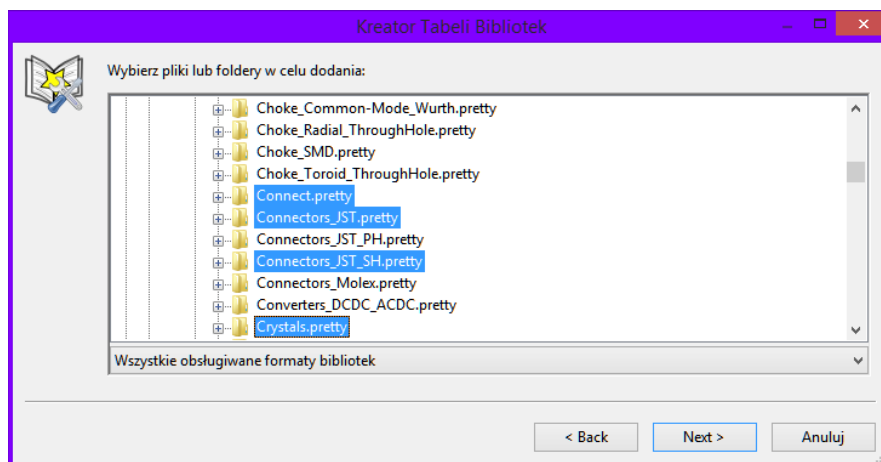 Kreator Tabeli Bibliotek
Wybierz pliki lub foldery w celu dodania:
Choke_Common-Mode_Wurth.pretty
Choke_Radial_ThroughHole.pretty
Choke_SMD.pretty
Choke_Toroid_ThroughHole.pretty
Connect.pretty
Connectors_JST.pretty
Connectors_JST_PH.pretty
Connectors_JST_SH.pretty
Connectors_Molex.pretty
Converters_DCDC_ACDC.pretty
Crystals.pretty
Wszystkie obsługiwane formaty bibliotek
< Back Next > Anuluj